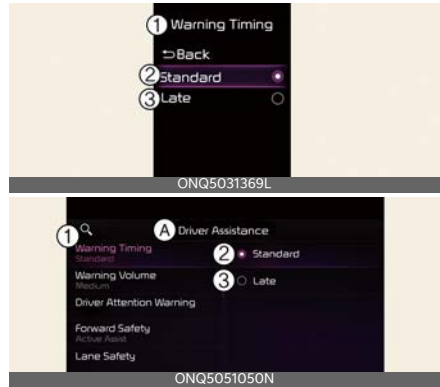 ① Warning Timing
⮌Back
② Standard
③ Late
ONQ5031369L
Ⓐ Driver Assistance
① Warning Timing
Standard
② Standard
Warning Volume
Medium
③ Late
Driver Attention Warning
Forward Safety
Active Assist
Lane Safety
ONQ5051050N